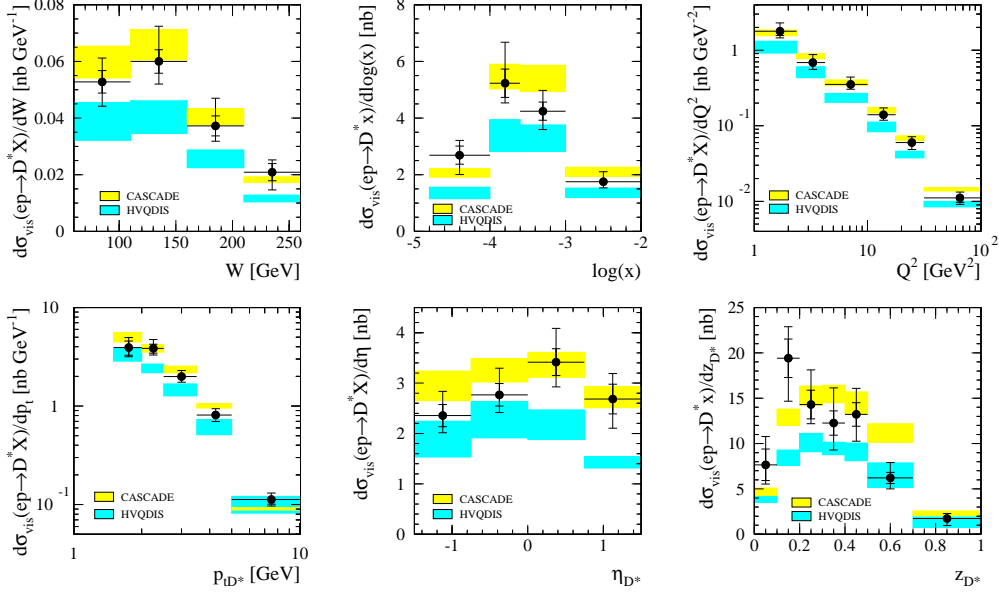 dσvis(ep→D*X)/dW [nb GeV-1]
0.08
0.06
0.04
0.02
0
CASCADE
HVQDIS
100
150
200
250
W [GeV]
dσvis(ep→D*x)/dlog(x) [nb]
8
6
4
2
0
CASCADE
HVQDIS
-5
-4
-3
-2
log(x)
dσvis(ep→D*X)/dQ2 [nb GeV-2]
1
10-1
10-2
CASCADE
HVQDIS
1
10
102
Q2 [GeV2]
dσvis(ep→D*X)/dpt [nb GeV-1]
10
1
10-1
CASCADE
HVQDIS
1
10
ptD* [GeV]
dσvis(ep→D*X)/dη [nb]
4
3
2
1
0
CASCADE
HVQDIS
-1
0
1
ηD*
dσvis(ep→D*x)/dzD* [nb]
25
20
15
10
5
0
CASCADE
HVQDIS
0
0.2
0.4
0.6
0.8
1
zD*